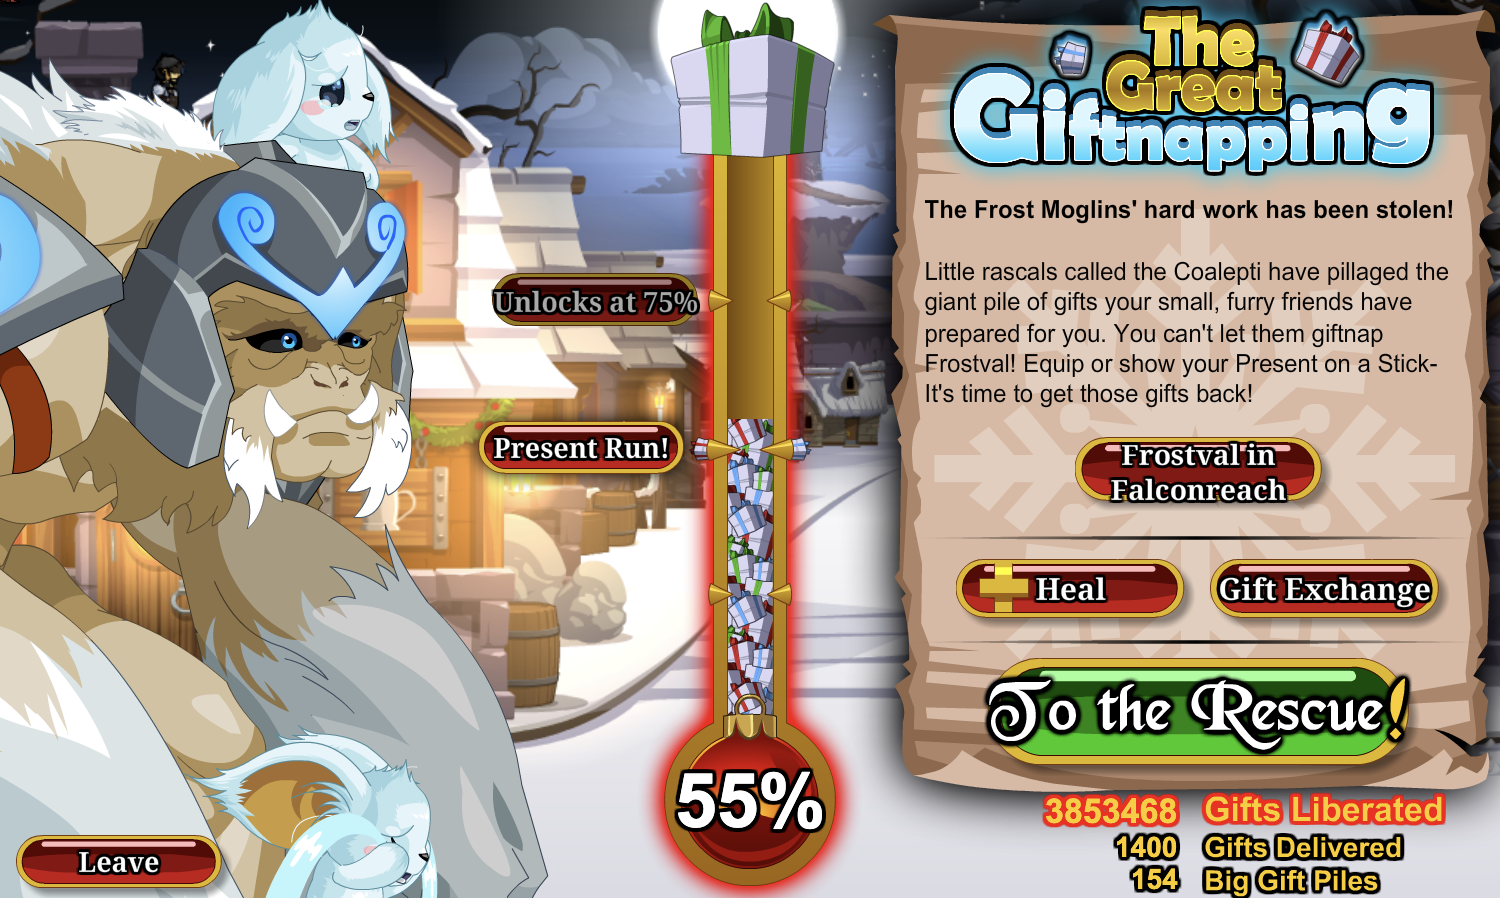 The
Great
Giftnapping
The Frost Moglins' hard work has been stolen!
Little rascals called the Coalepti have pillaged the
giant pile of gifts your small, furry friends have
prepared for you. You can't let them giftnap
Frostval! Equip or show your Present on a Stick-
It's time to get those gifts back!
Unlocks at 75%
Present Run!
Frostval in
Falconreach
Heal
Gift Exchange
To the Rescue!
55%
3853468 Gifts Liberated
1400 Gifts Delivered
154 Big Gift Piles
Leave